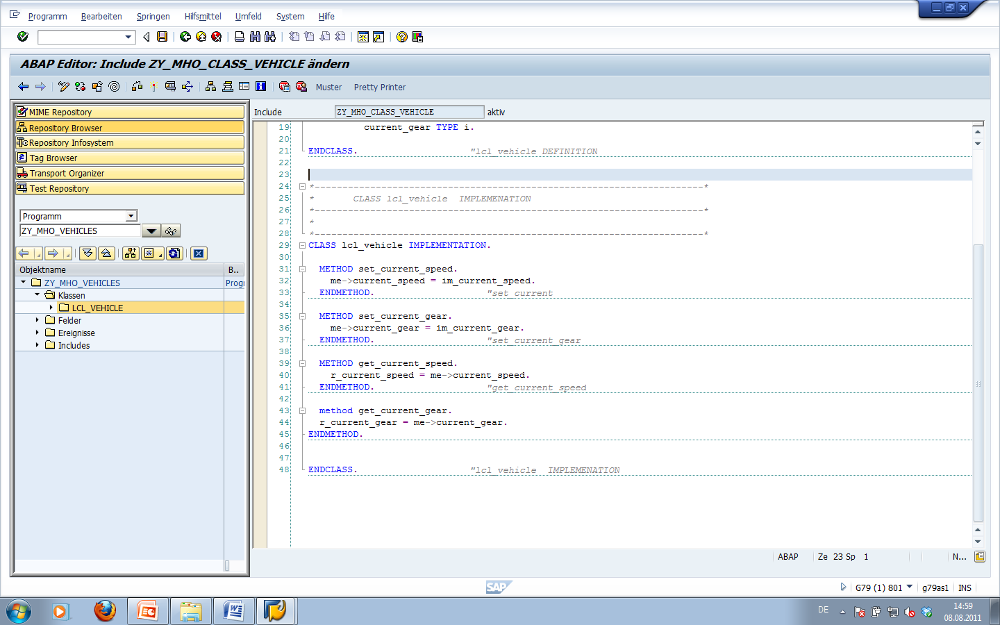 Programm Bearbeiten Springen Hilfsmittel Umfeld System Hilfe
ABAP Editor: Include ZY_MHO_CLASS_VEHICLE ändern
Muster Pretty Printer
MIME Repository
Repository Browser
Repository Infosystem
Tag Browser
Transport Organizer
Test Repository
Programm
ZY_MHO_VEHICLES
Objektname B..
ZY_MHO_VEHICLES Progr
Klassen
LCL_VEHICLE
Felder
Ereignisse
Includes
Include ZY_MHO_CLASS_VEHICLE aktiv
19 current_gear TYPE i.
20
21 ENDCLASS. "lcl_vehicle DEFINITION
22
23
24 *----------------------------------------------------------------------*
25 * CLASS lcl_vehicle IMPLEMENATION
26 *----------------------------------------------------------------------*
27 *
28 *----------------------------------------------------------------------*
29 CLASS lcl_vehicle IMPLEMENTATION.
30
31 METHOD set_current_speed.
32 me->current_speed = im_current_speed.
33 ENDMETHOD. "set_current
34
35 METHOD set_current_gear.
36 me->current_gear = im_current_gear.
37 ENDMETHOD. "set_current_gear
38
39 METHOD get_current_speed.
40 r_current_speed = me->current_speed.
41 ENDMETHOD. "get_current_speed
42
43 method get_current_gear.
44 r_current_gear = me->current_gear.
45 ENDMETHOD.
46
47
48 ENDCLASS. "lcl_vehicle IMPLEMENATION
ABAP Ze 23 Sp 1 N...
SAP
G79 (1) 801 g79as1 INS
DE
14:59
08.08.2011